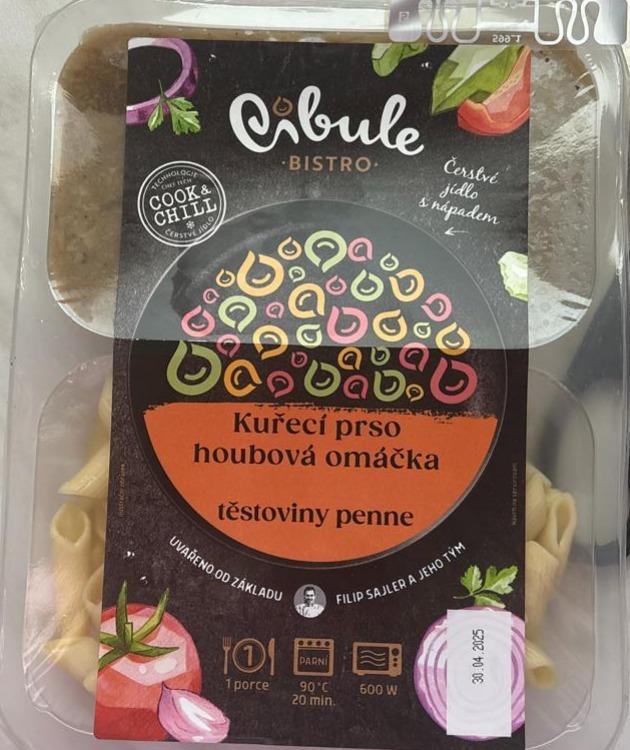 Cibule
·BISTRO·
TECHNOLOGIE
COOK &
CHILL
ČERSTVÉ JÍDLO
Čerstvé
jídlo
s nápadem
Kuřecí prso
houbová omáčka
těstoviny penne
UVAŘENO OD ZÁKLADU
FILIP SAJLER A JEHO TÝM
1
1 porce
PARNÍ
90°C
20 min.
600 W
30.04.2025